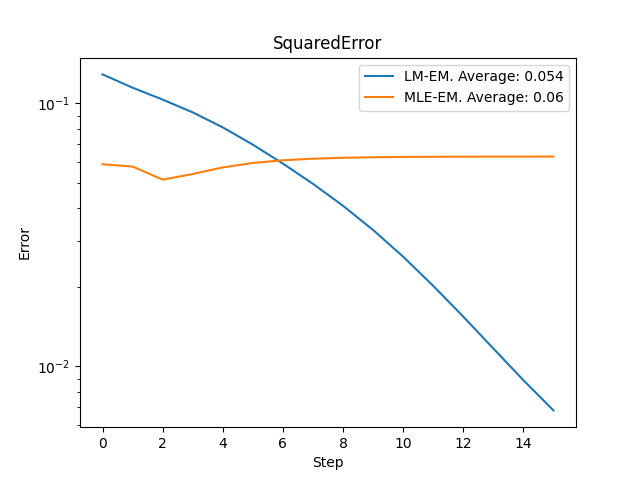 SquaredError
LM-EM. Average: 0.054
MLE-EM. Average: 0.06
Error
10⁻¹
10⁻²
0 2 4 6 8 10 12 14
Step